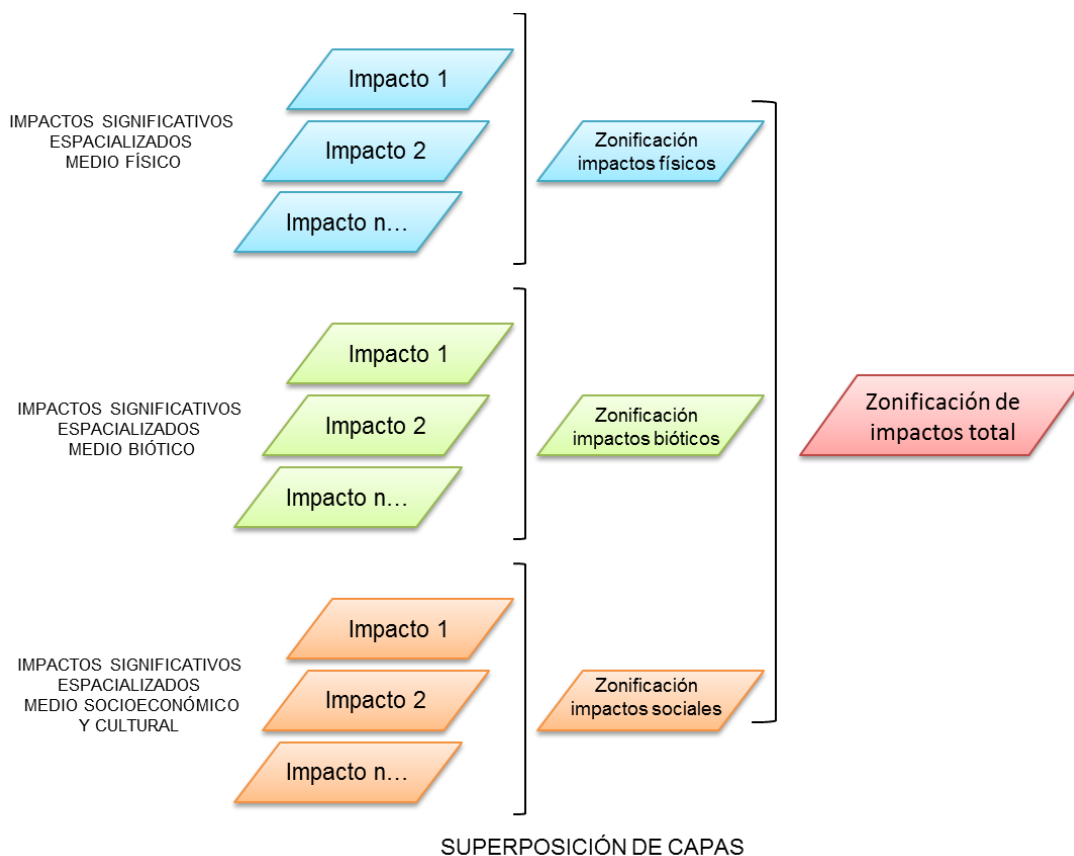 IMPACTOS SIGNIFICATIVOS
ESPACIALIZADOS
MEDIO FÍSICO
Impacto 1
Impacto 2
Impacto n…
Zonificación
impactos físicos
IMPACTOS SIGNIFICATIVOS
ESPACIALIZADOS
MEDIO BIÓTICO
Impacto 1
Impacto 2
Impacto n…
Zonificación
impactos bióticos
Zonificación de
impactos total
IMPACTOS SIGNIFICATIVOS
ESPACIALIZADOS
MEDIO SOCIOECONÓMICO
Y CULTURAL
Impacto 1
Impacto 2
Impacto n…
Zonificación
impactos sociales
SUPERPOSICIÓN DE CAPAS